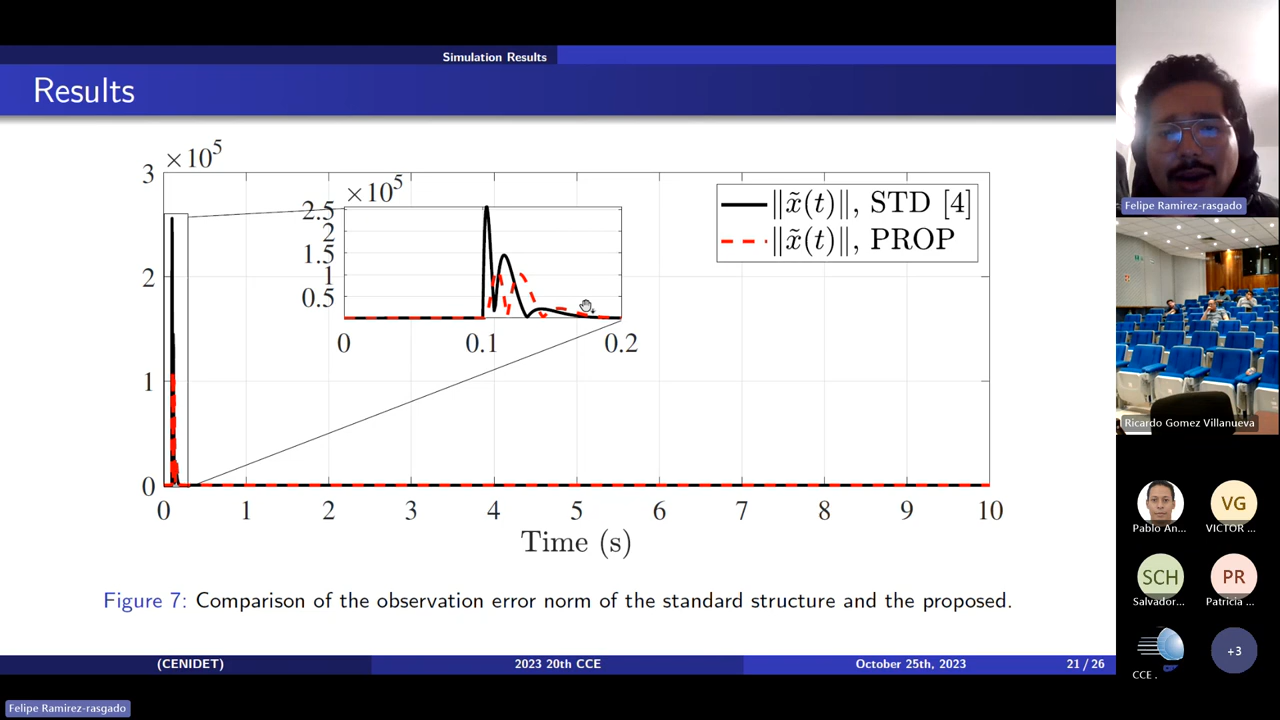 Simulation Results
Results
×10⁵
3
2
1
0
0 1 2 3 4 5 6 7 8 9 10
Time (s)
×10⁵
2.5
2
1.5
1
0.5
0 0.1 0.2
‖x̃(t)‖, STD [4]
‖x̃(t)‖, PROP
Figure 7: Comparison of the observation error norm of the standard structure and the proposed.
(CENIDET) 2023 20th CCE October 25th, 2023 21 / 26
Felipe Ramirez-rasgado
Ricardo Gomez Villanueva
Pablo An...
VG
VICTOR ...
SCH
Salvador...
PR
Patricia ...
CCE .
+3
Felipe Ramirez-rasgado